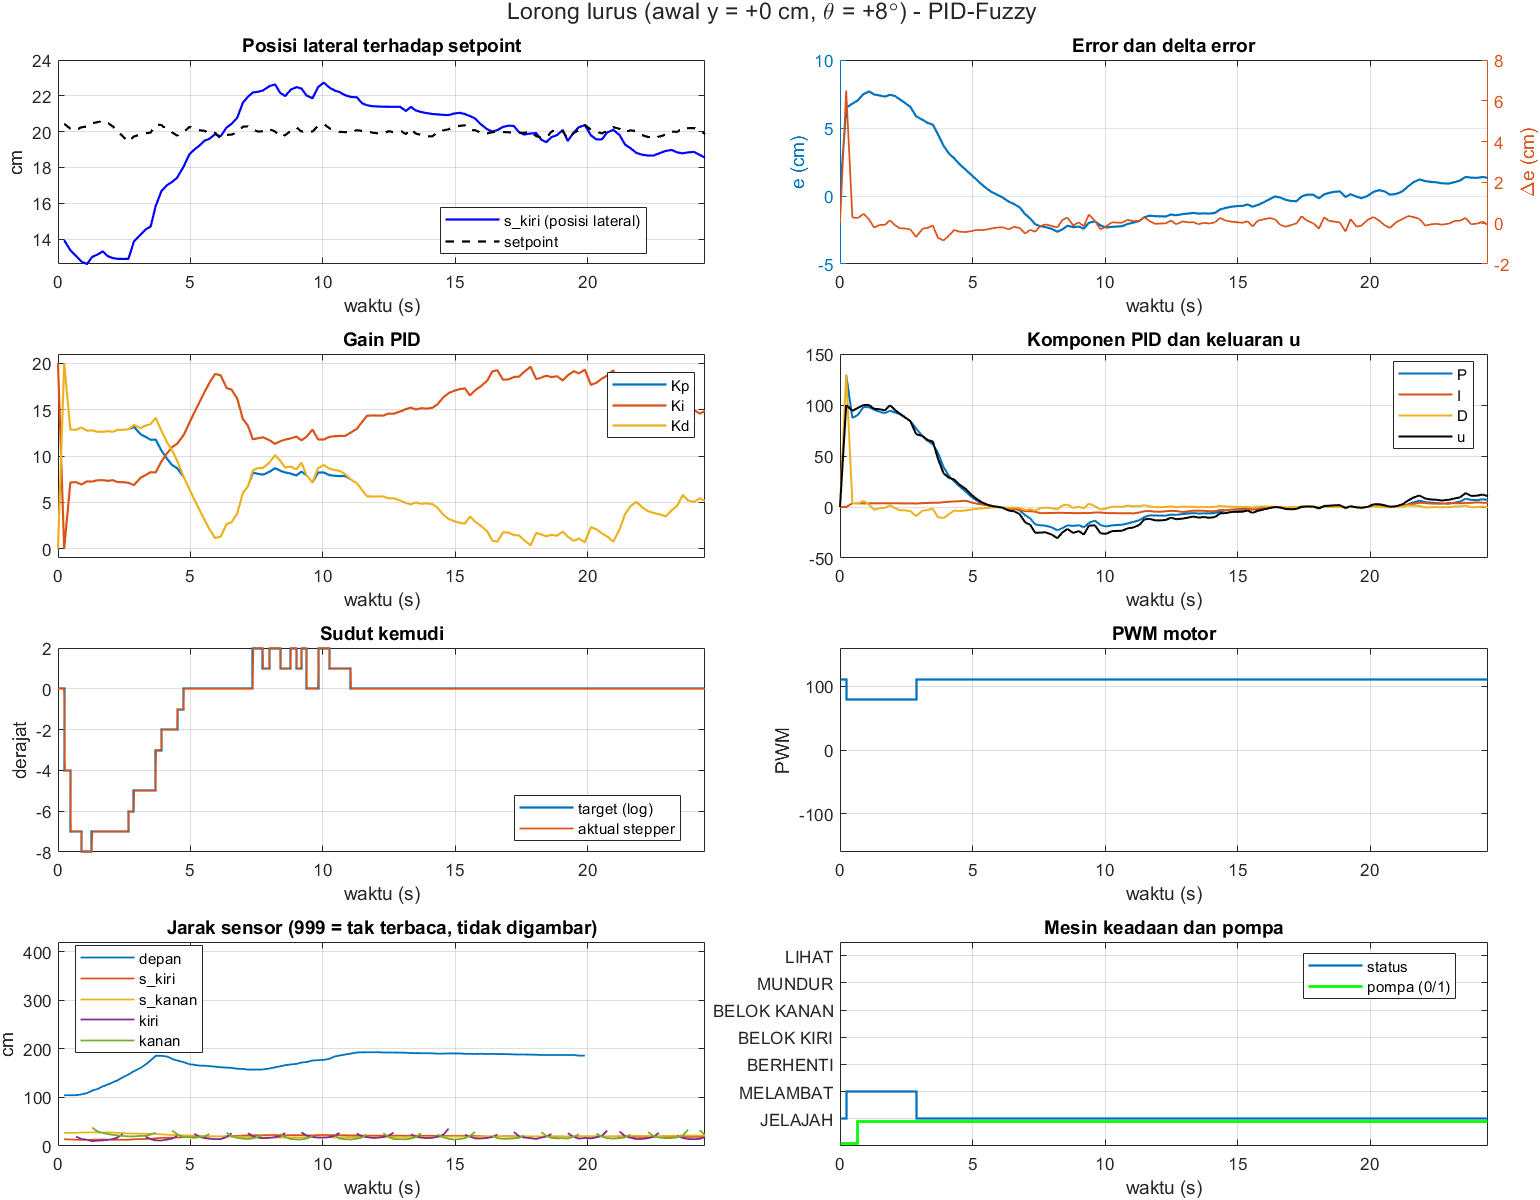 Lorong lurus (awal y = +0 cm, θ = +8°) - PID-Fuzzy
Posisi lateral terhadap setpoint
24
22
20
18
16
14
cm
s_kiri (posisi lateral)
setpoint
0 5 10 15 20
waktu (s)
Error dan delta error
10
5
0
-5
e (cm)
8
6
4
2
0
-2
Δe (cm)
0 5 10 15 20
waktu (s)
Gain PID
20
15
10
5
0
Kp
Ki
Kd
0 5 10 15 20
waktu (s)
Komponen PID dan keluaran u
150
100
50
0
-50
P
I
D
u
0 5 10 15 20
waktu (s)
Sudut kemudi
2
0
-2
-4
-6
-8
derajat
target (log)
aktual stepper
0 5 10 15 20
waktu (s)
PWM motor
100
0
-100
PWM
0 5 10 15 20
waktu (s)
Jarak sensor (999 = tak terbaca, tidak digambar)
400
300
200
100
0
cm
depan
s_kiri
s_kanan
kiri
kanan
0 5 10 15 20
waktu (s)
Mesin keadaan dan pompa
LIHAT
MUNDUR
BELOK KANAN
BELOK KIRI
BERHENTI
MELAMBAT
JELAJAH
status
pompa (0/1)
0 5 10 15 20
waktu (s)